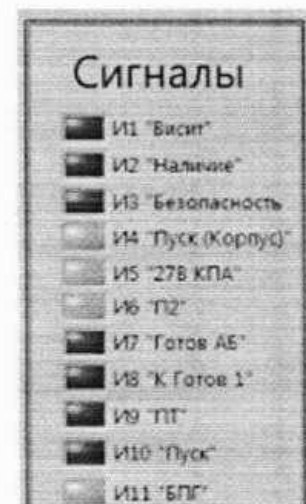 Сигналы
И1 "Висит"
И2 "Наличие"
И3 "Безопасность
И4 "Пуск (Корпус)"
И5 "27В КПА"
И6 "П2"
И7 "Готов АБ"
И8 "К Готов 1"
И9 "ПТ"
И10 "Пуск"
И11 "БПГ"